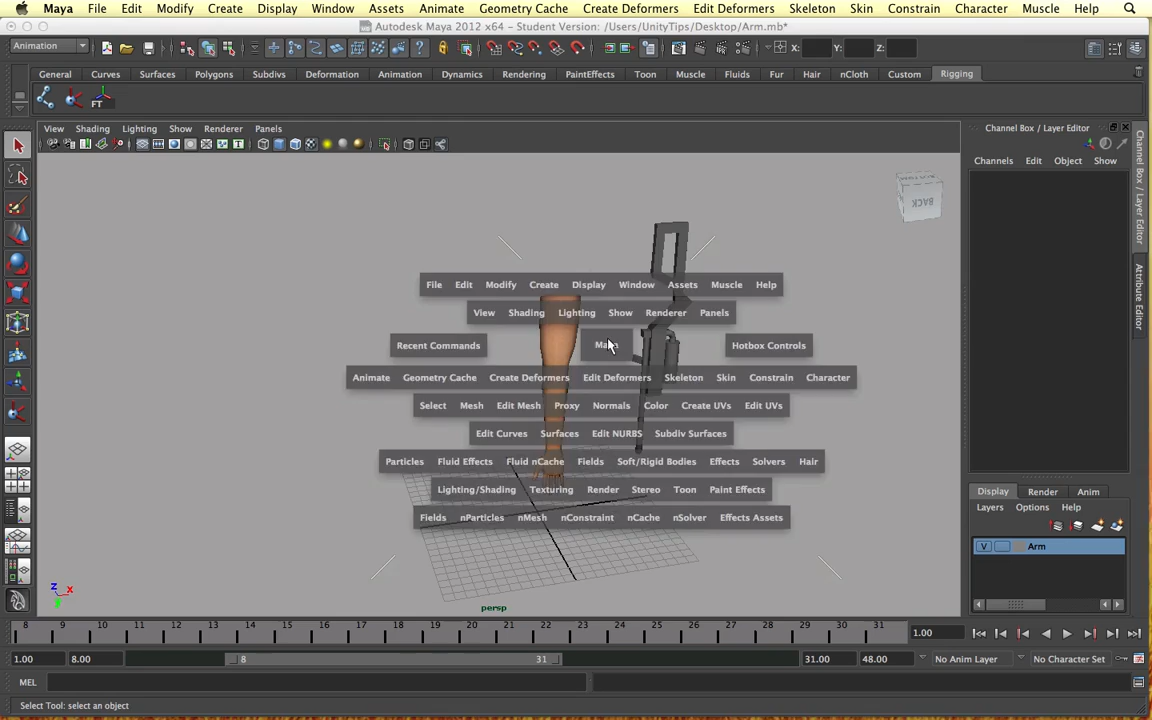 Maya File Edit Modify Create Display Window Assets Animate Geometry Cache Create Deformers Edit Deformers Skeleton Skin Constrain Character Muscle Help
Autodesk Maya 2012 x64 - Student Version: /Users/UnityTips/Desktop/Arm.mb*
Animation X: Y: Z:
General Curves Surfaces Polygons Subdivs Deformation Animation Dynamics Rendering PaintEffects Toon Muscle Fluids Fur Hair nCloth Custom Rigging
FT
View Shading Lighting Show Renderer Panels
Channel Box / Layer Editor
Channels Edit Object Show
BACK
File Edit Modify Create Display Window Assets Muscle Help
View Shading Lighting Show Renderer Panels
Recent Commands Hotbox Controls
Animate Geometry Cache Create Deformers Edit Deformers Skeleton Skin Constrain Character
Select Mesh Edit Mesh Proxy Normals Color Create UVs Edit UVs
Edit Curves Surfaces Edit NURBS Subdiv Surfaces
Particles Fluid Effects Fluid nCache Fields Soft/Rigid Bodies Effects Solvers Hair
Lighting/Shading Texturing Render Stereo Toon Paint Effects
Fields nParticles nMesh nConstraint nCache nSolver Effects Assets
Channel Box / Layer Editor
Attribute Editor
Display Render Anim
Layers Options Help
V Arm
z x
y
persp
8 9 10 11 12 13 14 15 16 17 18 19 20 21 22 23 24 25 26 27 28 29 30 31 1.00
1.00 8.00 8 31 31.00 48.00 No Anim Layer No Character Set
MEL
Select Tool: select an object